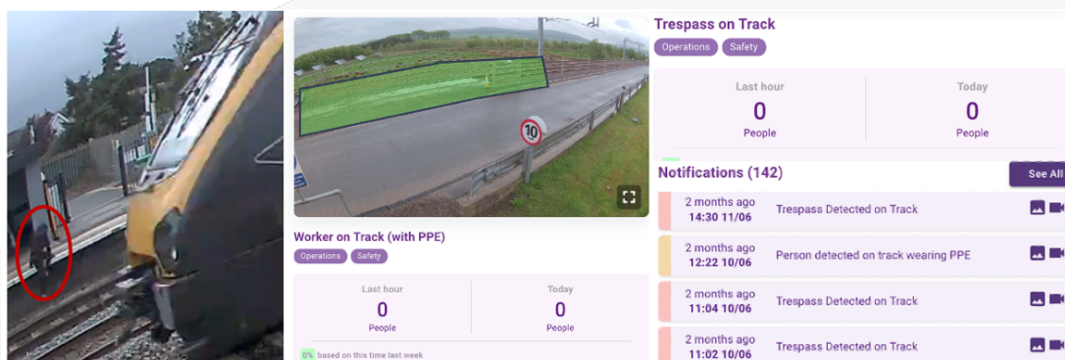 10
Worker on Track (with PPE)
Operations Safety
Last hour Today
0 0
People People
0% based on this time last week
Trespass on Track
Operations Safety
Last hour Today
0 0
People People
Notifications (142) See All
2 months ago
14:30 11/06 Trespass Detected on Track
2 months ago
12:22 10/06 Person detected on track wearing PPE
2 months ago
11:04 10/06 Trespass Detected on Track
2 months ago
11:02 10/06 Trespass Detected on Track